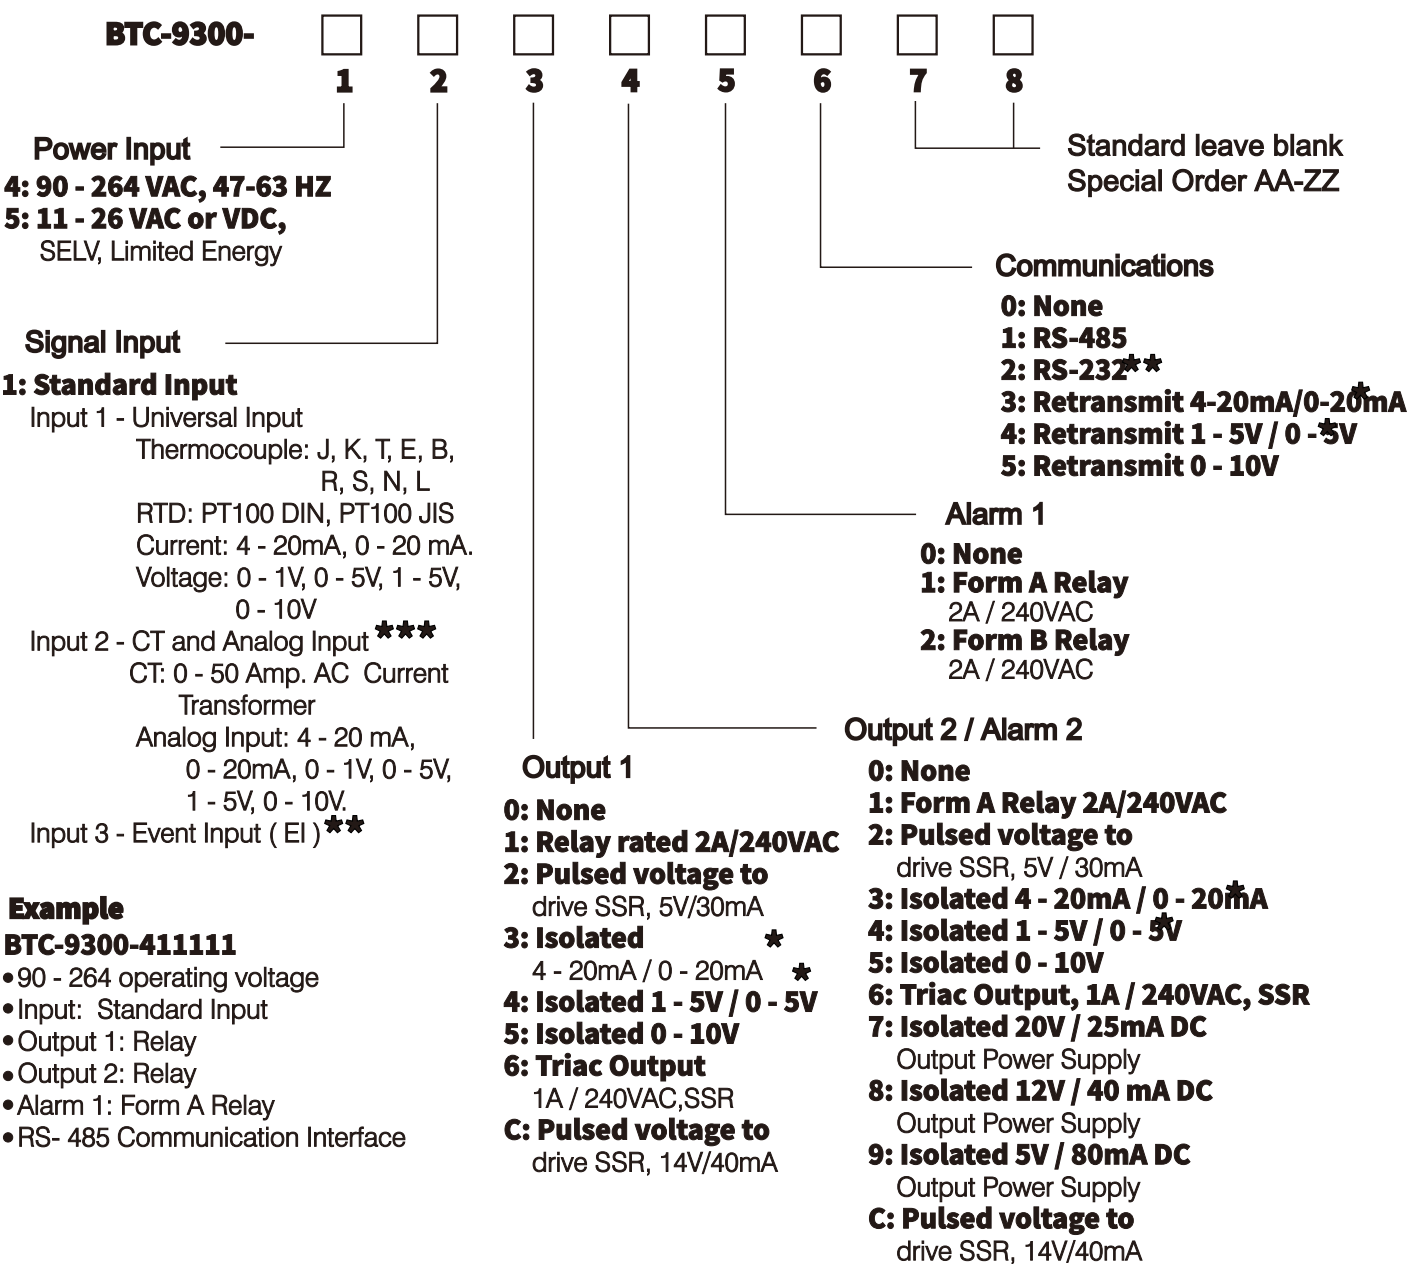 BTC-9300-
1 2 3 4 5 6 7 8
Power Input
4: 90 - 264 VAC, 47-63 HZ
5: 11 - 26 VAC or VDC,
SELV, Limited Energy
Signal Input
1: Standard Input
Input 1 - Universal Input
Thermocouple: J, K, T, E, B,
R, S, N, L
RTD: PT100 DIN, PT100 JIS
Current: 4 - 20mA, 0 - 20 mA.
Voltage: 0 - 1V, 0 - 5V, 1 - 5V,
0 - 10V
Input 2 - CT and Analog Input ***
CT: 0 - 50 Amp. AC Current
Transformer
Analog Input: 4 - 20 mA,
0 - 20mA, 0 - 1V, 0 - 5V,
1 - 5V, 0 - 10V.
Input 3 - Event Input ( EI ) **
Example
BTC-9300-411111
•90 - 264 operating voltage
•Input: Standard Input
•Output 1: Relay
•Output 2: Relay
•Alarm 1: Form A Relay
•RS- 485 Communication Interface
Output 1
0: None
1: Relay rated 2A/240VAC
2: Pulsed voltage to
drive SSR, 5V/30mA
3: Isolated *
4 - 20mA / 0 - 20mA *
4: Isolated 1 - 5V / 0 - 5V
5: Isolated 0 - 10V
6: Triac Output
1A / 240VAC,SSR
C: Pulsed voltage to
drive SSR, 14V/40mA
Output 2 / Alarm 2
0: None
1: Form A Relay 2A/240VAC
2: Pulsed voltage to
drive SSR, 5V / 30mA
3: Isolated 4 - 20mA / 0 - 20mA *
4: Isolated 1 - 5V / 0 - 5V *
5: Isolated 0 - 10V
6: Triac Output, 1A / 240VAC, SSR
7: Isolated 20V / 25mA DC
Output Power Supply
8: Isolated 12V / 40 mA DC
Output Power Supply
9: Isolated 5V / 80mA DC
Output Power Supply
C: Pulsed voltage to
drive SSR, 14V/40mA
Alarm 1
0: None
1: Form A Relay
2A / 240VAC
2: Form B Relay
2A / 240VAC
Communications
0: None
1: RS-485
2: RS-232**
3: Retransmit 4-20mA/0-20mA *
4: Retransmit 1 - 5V / 0 - 5V *
5: Retransmit 0 - 10V
Standard leave blank
Special Order AA-ZZ